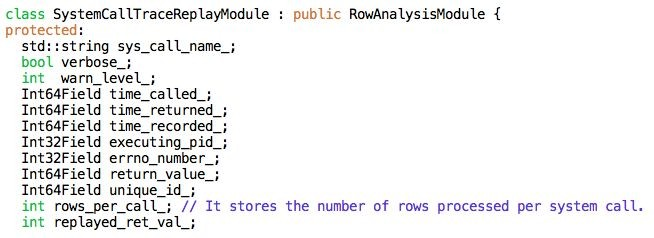 class SystemCallTraceReplayModule : public RowAnalysisModule {
protected:
  std::string sys_call_name_;
  bool verbose_;
  int  warn_level_;
  Int64Field time_called_;
  Int64Field time_returned_;
  Int64Field time_recorded_;
  Int32Field executing_pid_;
  Int32Field errno_number_;
  Int64Field return_value_;
  Int64Field unique_id_;
  int rows_per_call_; // It stores the number of rows processed per system call.
  int replayed_ret_val_;